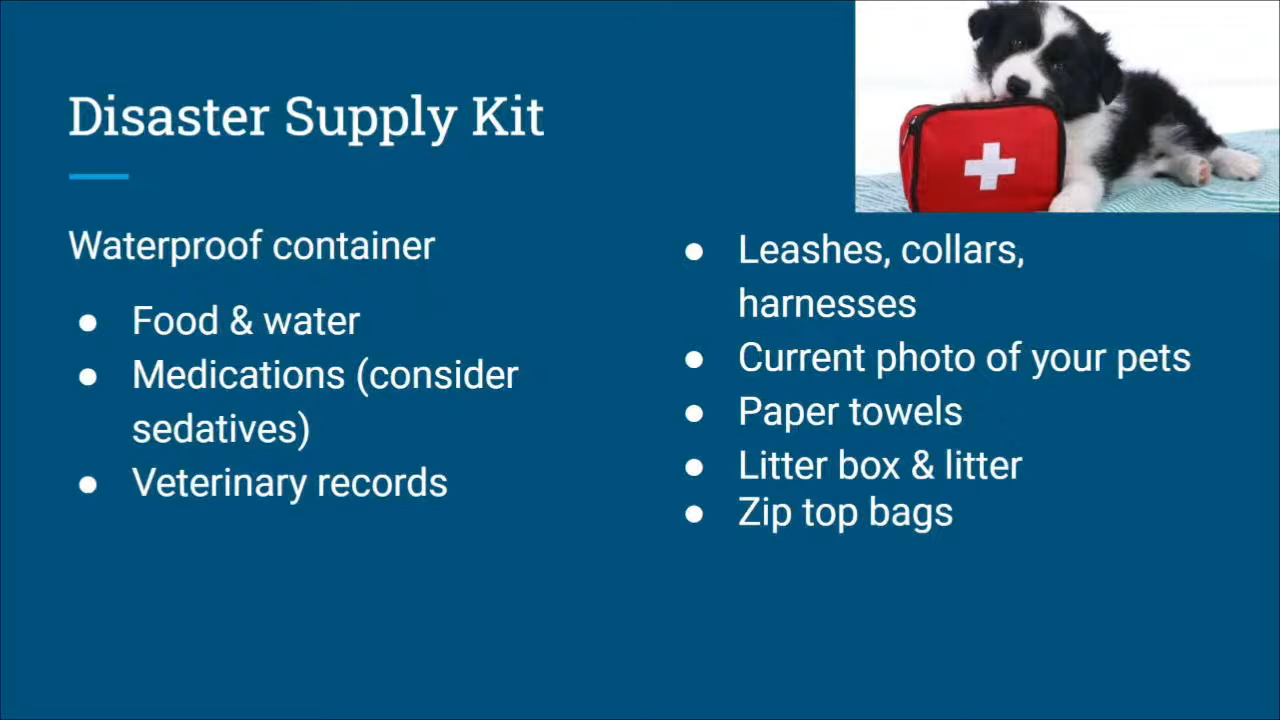 Disaster Supply Kit
Waterproof container
● Food & water
● Medications (consider
sedatives)
● Veterinary records
● Leashes, collars,
harnesses
● Current photo of your pets
● Paper towels
● Litter box & litter
● Zip top bags